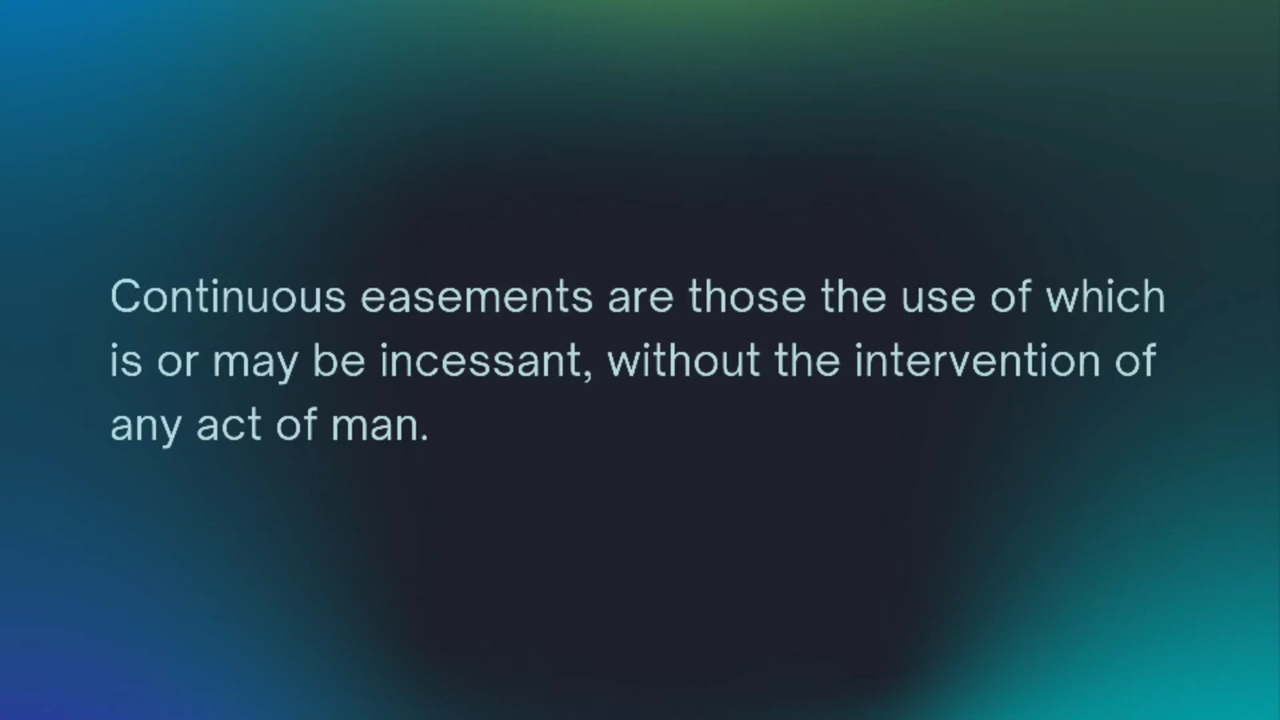 Continuous easements are those the use of which
is or may be incessant, without the intervention of
any act of man.